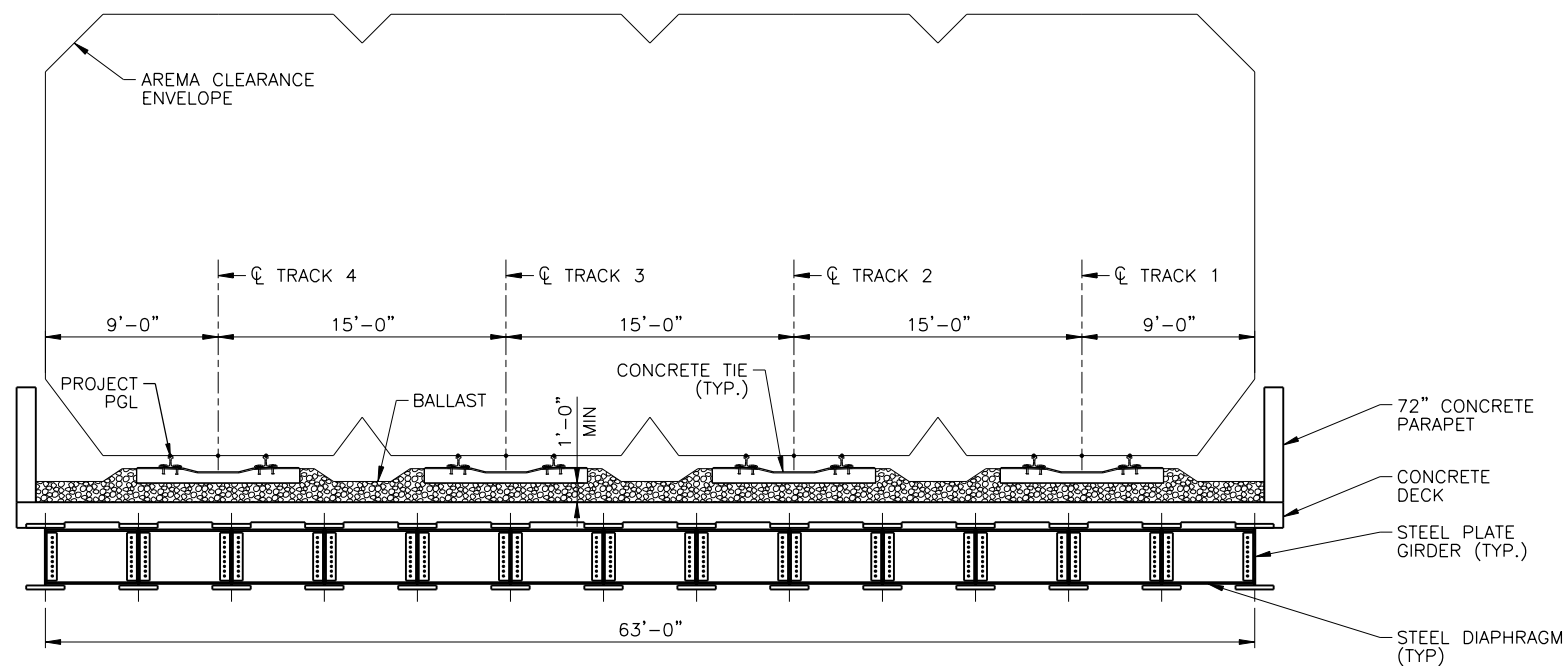 AREMA CLEARANCE
ENVELOPE
℄ TRACK 4
℄ TRACK 3
℄ TRACK 2
℄ TRACK 1
9'-0"
15'-0"
15'-0"
15'-0"
9'-0"
PROJECT
PGL
BALLAST
1'-0"
MIN
CONCRETE TIE
(TYP.)
72" CONCRETE
PARAPET
CONCRETE
DECK
STEEL PLATE
GIRDER (TYP.)
63'-0"
STEEL DIAPHRAGM
(TYP)